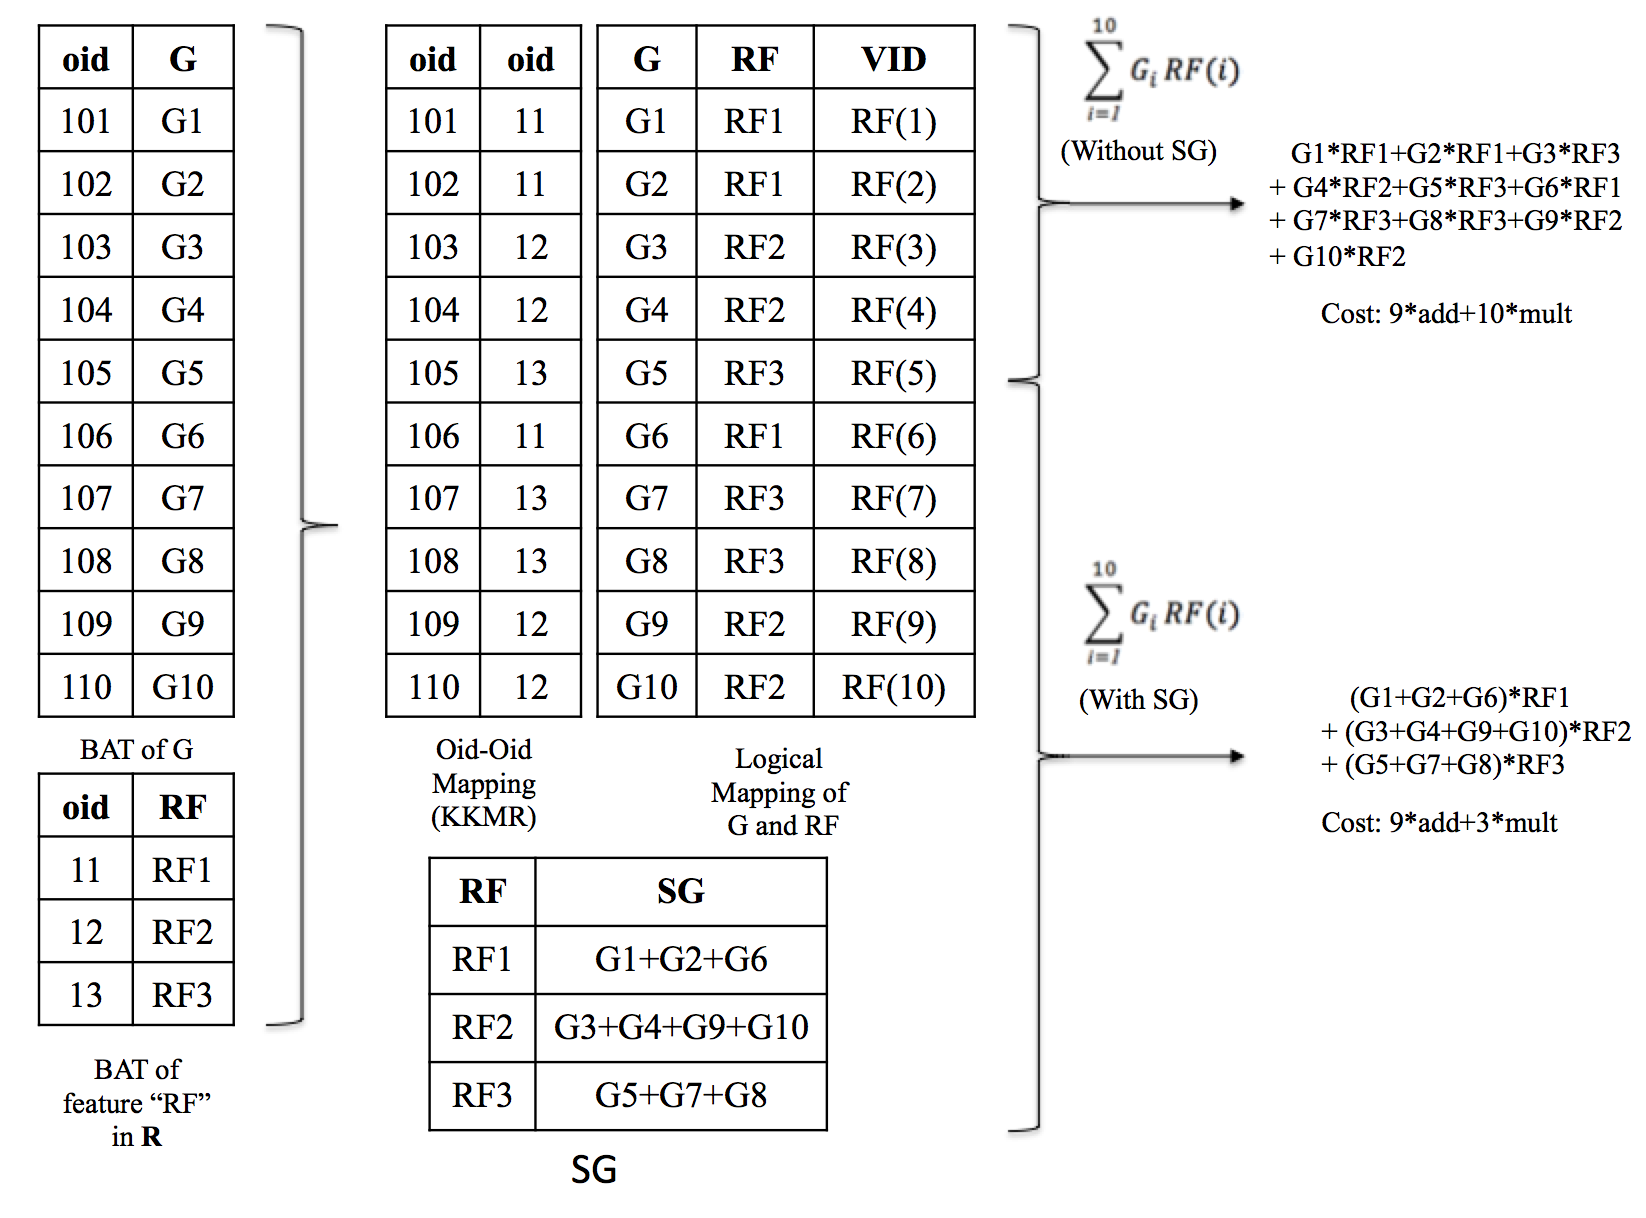 oid G
101 G1
102 G2
103 G3
104 G4
105 G5
106 G6
107 G7
108 G8
109 G9
110 G10
BAT of G
oid RF
11 RF1
12 RF2
13 RF3
BAT of
feature “RF”
in R
oid oid
101 11
102 11
103 12
104 12
105 13
106 11
107 13
108 13
109 12
110 12
Oid-Oid
Mapping
(KKMR)
G RF VID
G1 RF1 RF(1)
G2 RF1 RF(2)
G3 RF2 RF(3)
G4 RF2 RF(4)
G5 RF3 RF(5)
G6 RF1 RF(6)
G7 RF3 RF(7)
G8 RF3 RF(8)
G9 RF2 RF(9)
G10 RF2 RF(10)
Logical
Mapping of
G and RF
RF SG
RF1 G1+G2+G6
RF2 G3+G4+G9+G10
RF3 G5+G7+G8
SG
10
∑ G_i RF(i)
i=1
(Without SG)
G1*RF1+G2*RF1+G3*RF3
+ G4*RF2+G5*RF3+G6*RF1
+ G7*RF3+G8*RF3+G9*RF2
+ G10*RF2
Cost: 9*add+10*mult
10
∑ G_i RF(i)
i=1
(With SG)
(G1+G2+G6)*RF1
+ (G3+G4+G9+G10)*RF2
+ (G5+G7+G8)*RF3
Cost: 9*add+3*mult